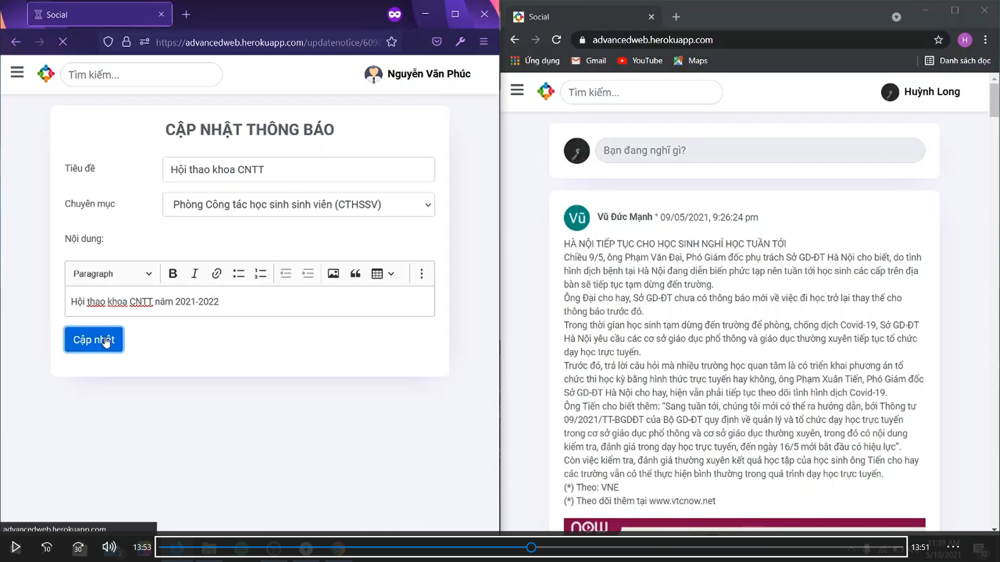 Social
https://advancedweb.herokuapp.com/updatenotice/609
Tìm kiếm...
Nguyễn Văn Phúc
CẬP NHẬT THÔNG BÁO
Tiêu đề
Hội thao khoa CNTT
Chuyên mục
Phòng Công tác học sinh sinh viên (CTHSSV)
Nội dung:
Paragraph
Hội thao khoa CNTT năm 2021-2022
Cập nhật
advancedweb.herokuapp.com
Social
advancedweb.herokuapp.com
H
Ứng dụng
Gmail
YouTube
Maps
Danh sách đọc
Tìm kiếm...
Huỳnh Long
Bạn đang nghĩ gì?
Vũ
Vũ Đức Mạnh ° 09/05/2021, 9:26:24 pm
HÀ NỘI TIẾP TỤC CHO HỌC SINH NGHỈ HỌC TUẦN TỚI
Chiều 9/5, ông Phạm Văn Đại, Phó Giám đốc phụ trách Sở GD-ĐT Hà Nội cho biết, do tình
hình dịch bệnh tại Hà Nội đang diễn biến phức tạp nên tuần tới học sinh các cấp trên địa
bàn sẽ tiếp tục tạm dừng đến trường.
Ông Đại cho hay, Sở GD-ĐT chưa có thông báo mới về việc đi học trở lại thay thế cho
thông báo trước đó.
Trong thời gian học sinh tạm dừng đến trường để phòng, chống dịch Covid-19, Sở GD-ĐT
Hà Nội yêu cầu các cơ sở giáo dục phổ thông và giáo dục thường xuyên tiếp tục tổ chức
dạy học trực tuyến.
Trước đó, trả lời câu hỏi mà nhiều trường học quan tâm là có triển khai phương án tổ
chức thi học kỳ bằng hình thức trực tuyến hay không, ông Phạm Xuân Tiến, Phó Giám đốc
Sở GD-ĐT Hà Nội cho hay, hiện vẫn phải tiếp tục theo dõi tình hình dịch Covid-19.
Ông Tiến cho biết thêm: “Sang tuần tới, chúng tôi mới có thể ra hướng dẫn, bởi Thông tư
09/2021/TT-BGDĐT của Bộ GD-ĐT quy định về quản lý và tổ chức dạy học trực tuyến
trong cơ sở giáo dục phổ thông và cơ sở giáo dục thường xuyên, trong đó có nội dung
kiểm tra, đánh giá trong dạy học trực tuyến, đến ngày 16/5 mới bắt đầu có hiệu lực”.
Còn việc kiểm tra, đánh giá thường xuyên kết quả học tập của học sinh ông Tiến cho hay
các trường vẫn có thể thực hiện bình thường trong quá trình dạy học trực tuyến.
(*) Theo: VNE
(*) Theo dõi thêm tại www.vtcnow.net
now
10
30
13:53
13:51
11:39 AM
5/10/2021
10